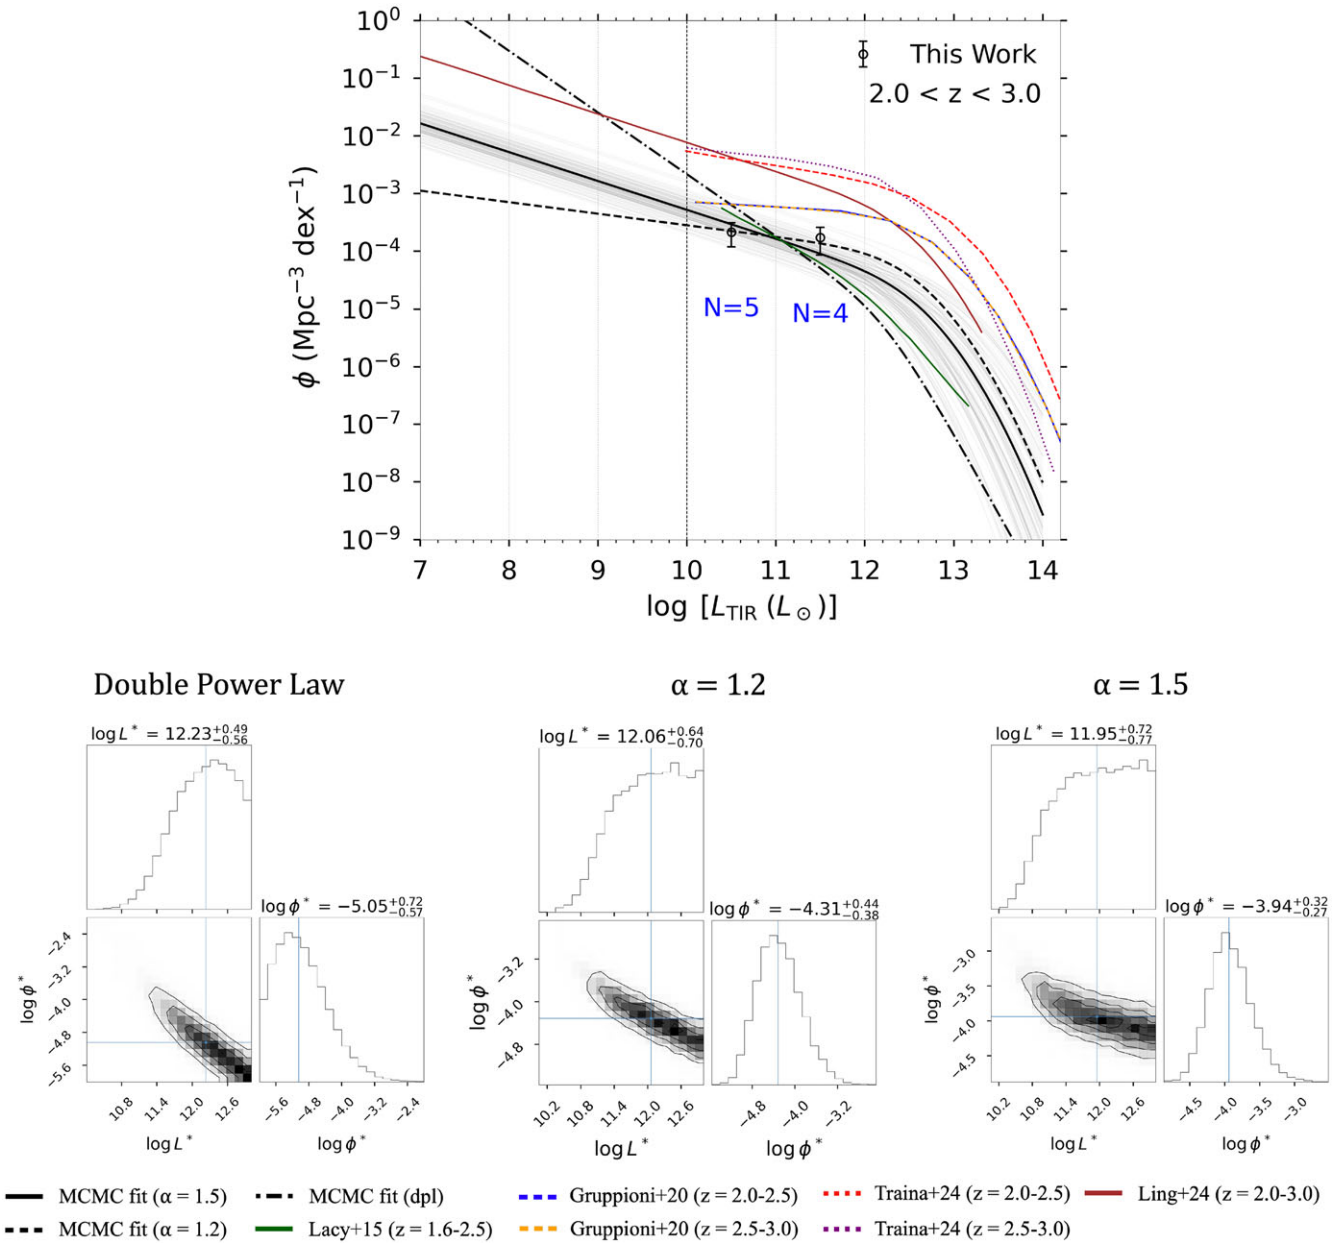 10^0
10^-1
10^-2
10^-3
10^-4
10^-5
10^-6
10^-7
10^-8
10^-9
ϕ (Mpc^-3 dex^-1)
This Work
2.0 < z < 3.0
N=5 N=4
7 8 9 10 11 12 13 14
log [L_TIR (L_⊙)]
Double Power Law
log L* = 12.23^{+0.49}_{-0.56}
log ϕ* = −5.05^{+0.72}_{-0.57}
log ϕ*
−2.4
−3.2
−4.0
−4.8
−5.6
10.8 11.4 12.0 12.6
log L*
−5.6 −4.8 −4.0 −3.2 −2.4
log ϕ*
α = 1.2
log L* = 12.06^{+0.64}_{-0.70}
log ϕ* = −4.31^{+0.44}_{-0.38}
log ϕ*
−3.2
−4.0
−4.8
10.2 10.8 11.4 12.0 12.6
log L*
−4.8 −4.0 −3.2
log ϕ*
α = 1.5
log L* = 11.95^{+0.72}_{-0.77}
log ϕ* = −3.94^{+0.32}_{-0.27}
log ϕ*
−3.0
−3.5
−4.0
−4.5
10.2 10.8 11.4 12.0 12.6
log L*
−4.5 −4.0 −3.5 −3.0
log ϕ*
MCMC fit (α = 1.5)
MCMC fit (dpl)
Gruppioni+20 (z = 2.0-2.5)
Traina+24 (z = 2.0-2.5)
Ling+24 (z = 2.0-3.0)
MCMC fit (α = 1.2)
Lacy+15 (z = 1.6-2.5)
Gruppioni+20 (z = 2.5-3.0)
Traina+24 (z = 2.5-3.0)